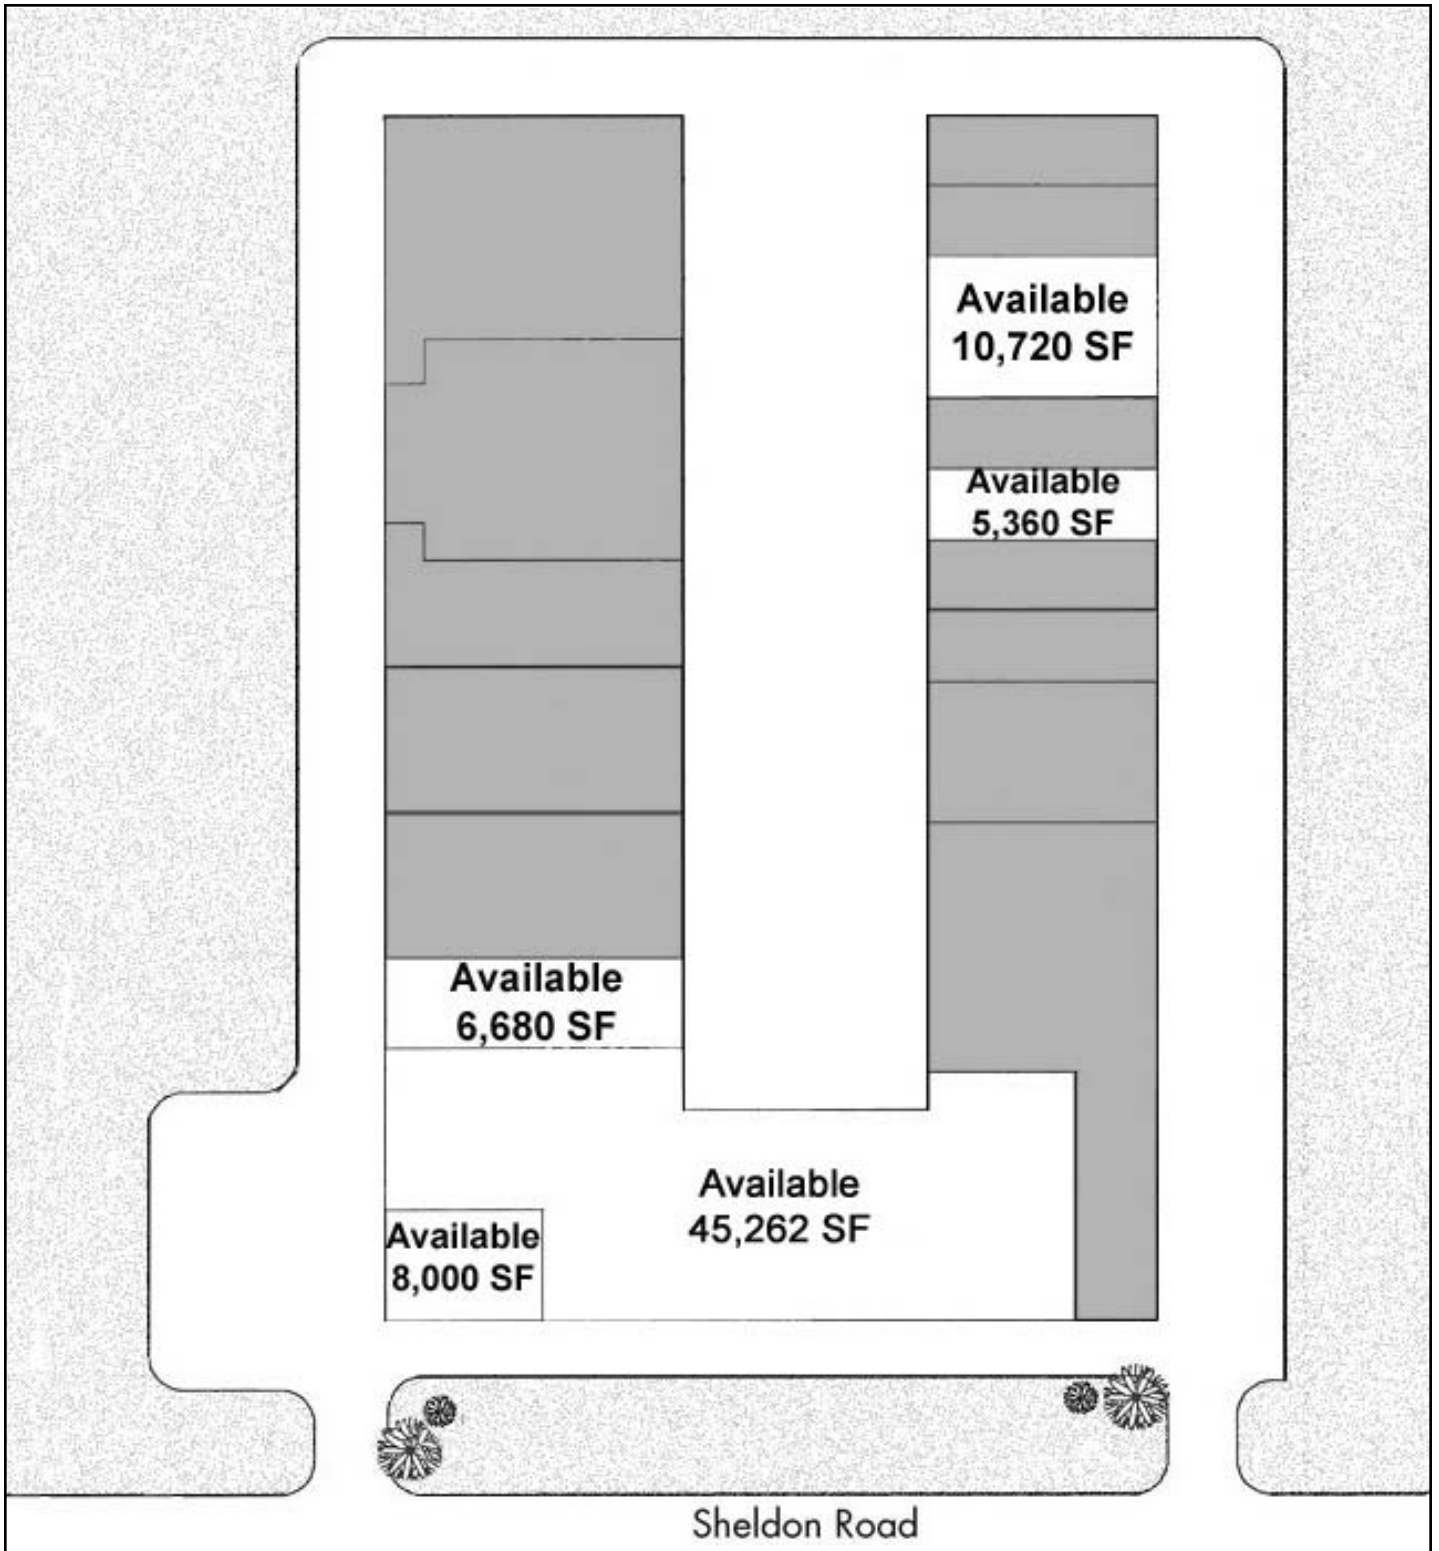 Available
10,720 SF
Available
5,360 SF
Available
6,680 SF
Available
45,262 SF
Available
8,000 SF
Sheldon Road